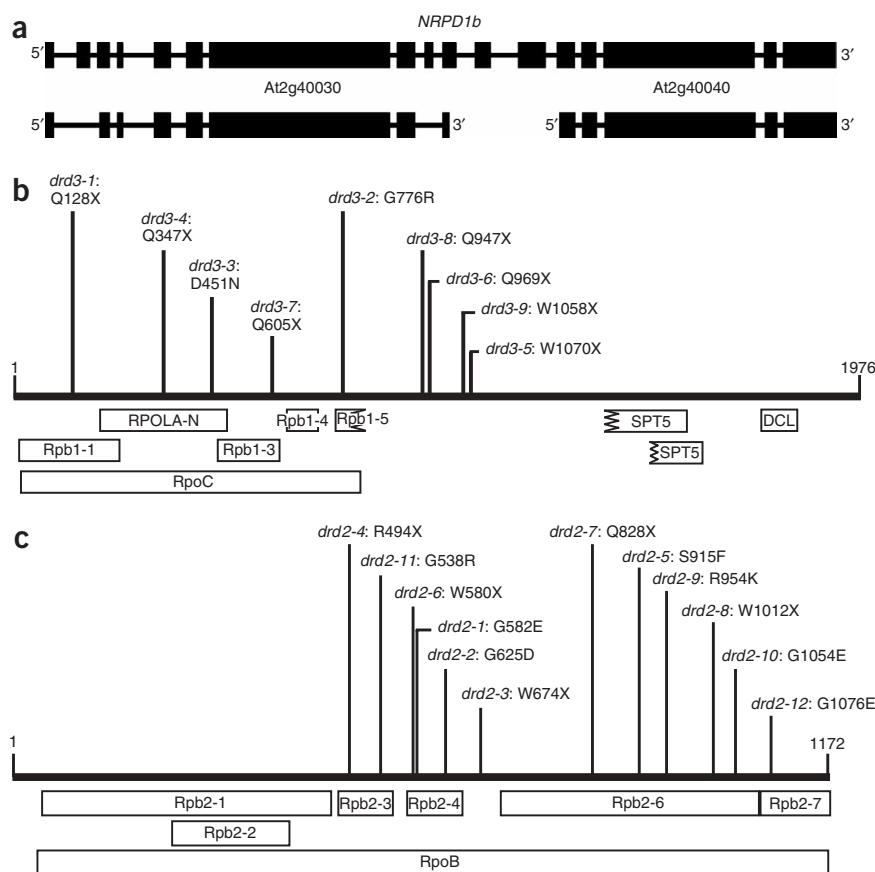 a
NRPD1b
5′ 3′
At2g40030 At2g40040
5′ 3′ 5′ 3′
b
drd3-1:
Q128X
drd3-4:
Q347X
drd3-3:
D451N
drd3-7:
Q605X
drd3-2: G776R
drd3-8: Q947X
drd3-6: Q969X
drd3-9: W1058X
drd3-5: W1070X
1 1976
RPOLA-N Rpb1-4 Rpb1-5 SPT5 DCL
Rpb1-1 Rpb1-3 SPT5
RpoC
c
drd2-4: R494X
drd2-11: G538R
drd2-6: W580X
drd2-1: G582E
drd2-2: G625D
drd2-3: W674X
drd2-7: Q828X
drd2-5: S915F
drd2-9: R954K
drd2-8: W1012X
drd2-10: G1054E
drd2-12: G1076E
1 1172
Rpb2-1 Rpb2-3 Rpb2-4 Rpb2-6 Rpb2-7
Rpb2-2
RpoB